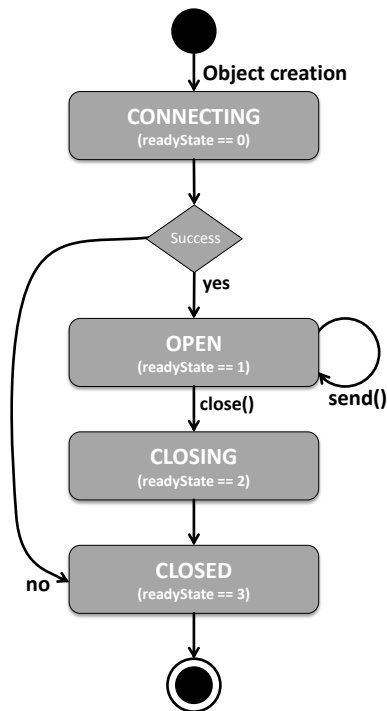 Object creation
CONNECTING
(readyState == 0)
Success
yes
OPEN
(readyState == 1)
send()
close()
CLOSING
(readyState == 2)
CLOSED
(readyState == 3)
no